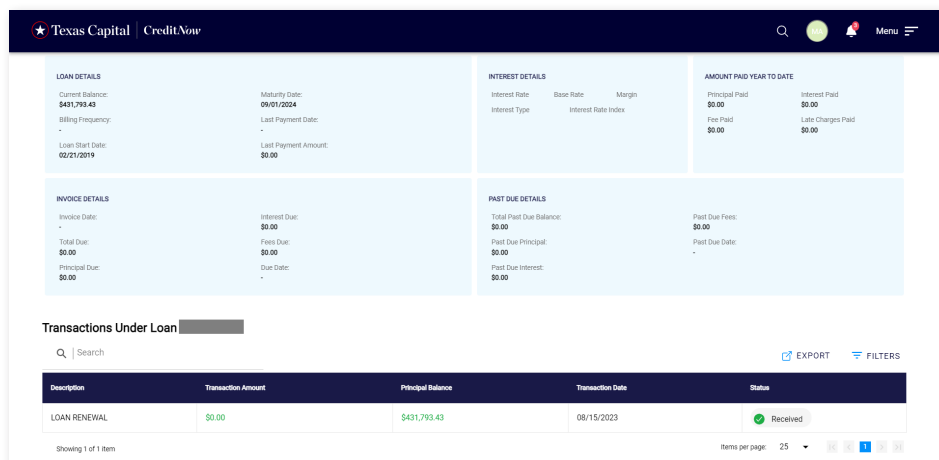 Texas Capital CreditNow
Menu
LOAN DETAILS
Current Balance:
$431,793.43
Maturity Date:
09/01/2024
Billing Frequency:
-
Last Payment Date:
-
Loan Start Date:
02/21/2019
Last Payment Amount:
$0.00
INTEREST DETAILS
Interest Rate Base Rate Margin
Interest Type Interest Rate Index
AMOUNT PAID YEAR TO DATE
Principal Paid
$0.00
Interest Paid
$0.00
Fee Paid
$0.00
Late Charges Paid
$0.00
INVOICE DETAILS
Invoice Date:
-
Interest Due:
$0.00
Total Due:
$0.00
Fees Due:
$0.00
Principal Due:
$0.00
Due Date:
-
PAST DUE DETAILS
Total Past Due Balance:
$0.00
Past Due Fees:
$0.00
Past Due Principal:
$0.00
Past Due Date:
-
Past Due Interest:
$0.00
Transactions Under Loan
Search
EXPORT FILTERS
Description Transaction Amount Principal Balance Transaction Date Status
LOAN RENEWAL $0.00 $431,793.43 08/15/2023 Received
Showing 1 of 1 item
Items per page: 25 1